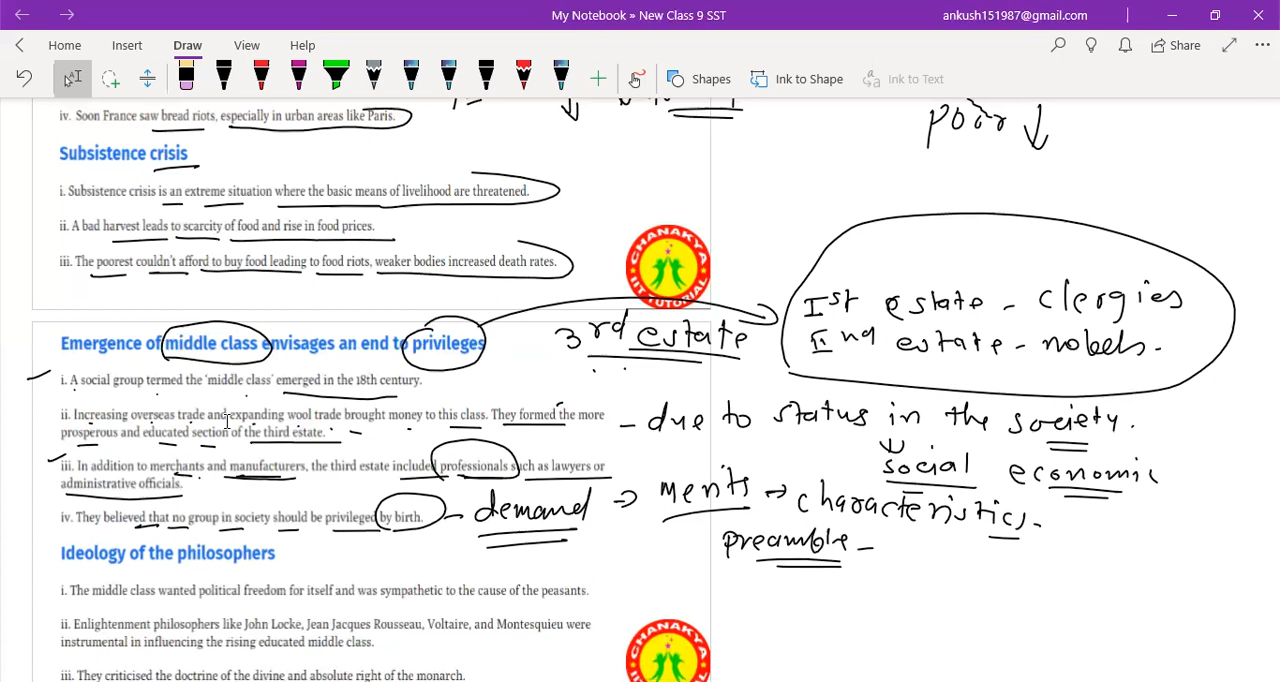 My Notebook » New Class 9 SST
ankush151987@gmail.com
Home Insert Draw View Help
Share
Shapes Ink to Shape Ink to Text
iv. Soon France saw bread riots, especially in urban areas like Paris.
poor
Subsistence crisis
i. Subsistence crisis is an extreme situation where the basic means of livelihood are threatened.
ii. A bad harvest leads to scarcity of food and rise in food prices.
iii. The poorest couldn't afford to buy food leading to food riots, weaker bodies increased death rates.
CHANAKYA
IIT TUTORIAL
Ist estate - clergies
IInd estate - nobels.
Emergence of middle class envisages an end to privileges
3rd estate
i. A social group termed the 'middle class' emerged in the 18th century.
ii. Increasing overseas trade and expanding wool trade brought money to this class. They formed the more
prosperous and educated section of the third estate.
- due to status in the society.
social economic
iii. In addition to merchants and manufacturers, the third estate included professionals such as lawyers or
administrative officials.
iv. They believed that no group in society should be privileged by birth.
- demand ⇒ merits → characteristics.
preamble -
Ideology of the philosophers
i. The middle class wanted political freedom for itself and was sympathetic to the cause of the peasants.
ii. Enlightenment philosophers like John Locke, Jean Jacques Rousseau, Voltaire, and Montesquieu were
instrumental in influencing the rising educated middle class.
CHANAKYA
iii. They criticised the doctrine of the divine and absolute right of the monarch.